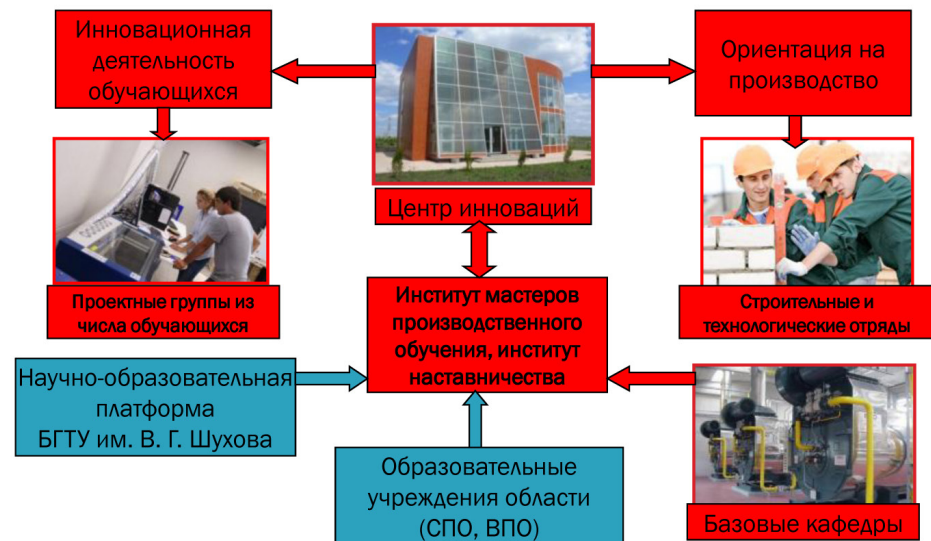 Инновационная
деятельность
обучающихся
Ориентация на
производство
Центр инноваций
Проектные группы из
числа обучающихся
Институт мастеров
производственного
обучения, институт
наставничества
Строительные и
технологические отряды
Научно-образовательная
платформа
БГТУ им. В. Г. Шухова
Образовательные
учреждения области
(СПО, ВПО)
Базовые кафедры